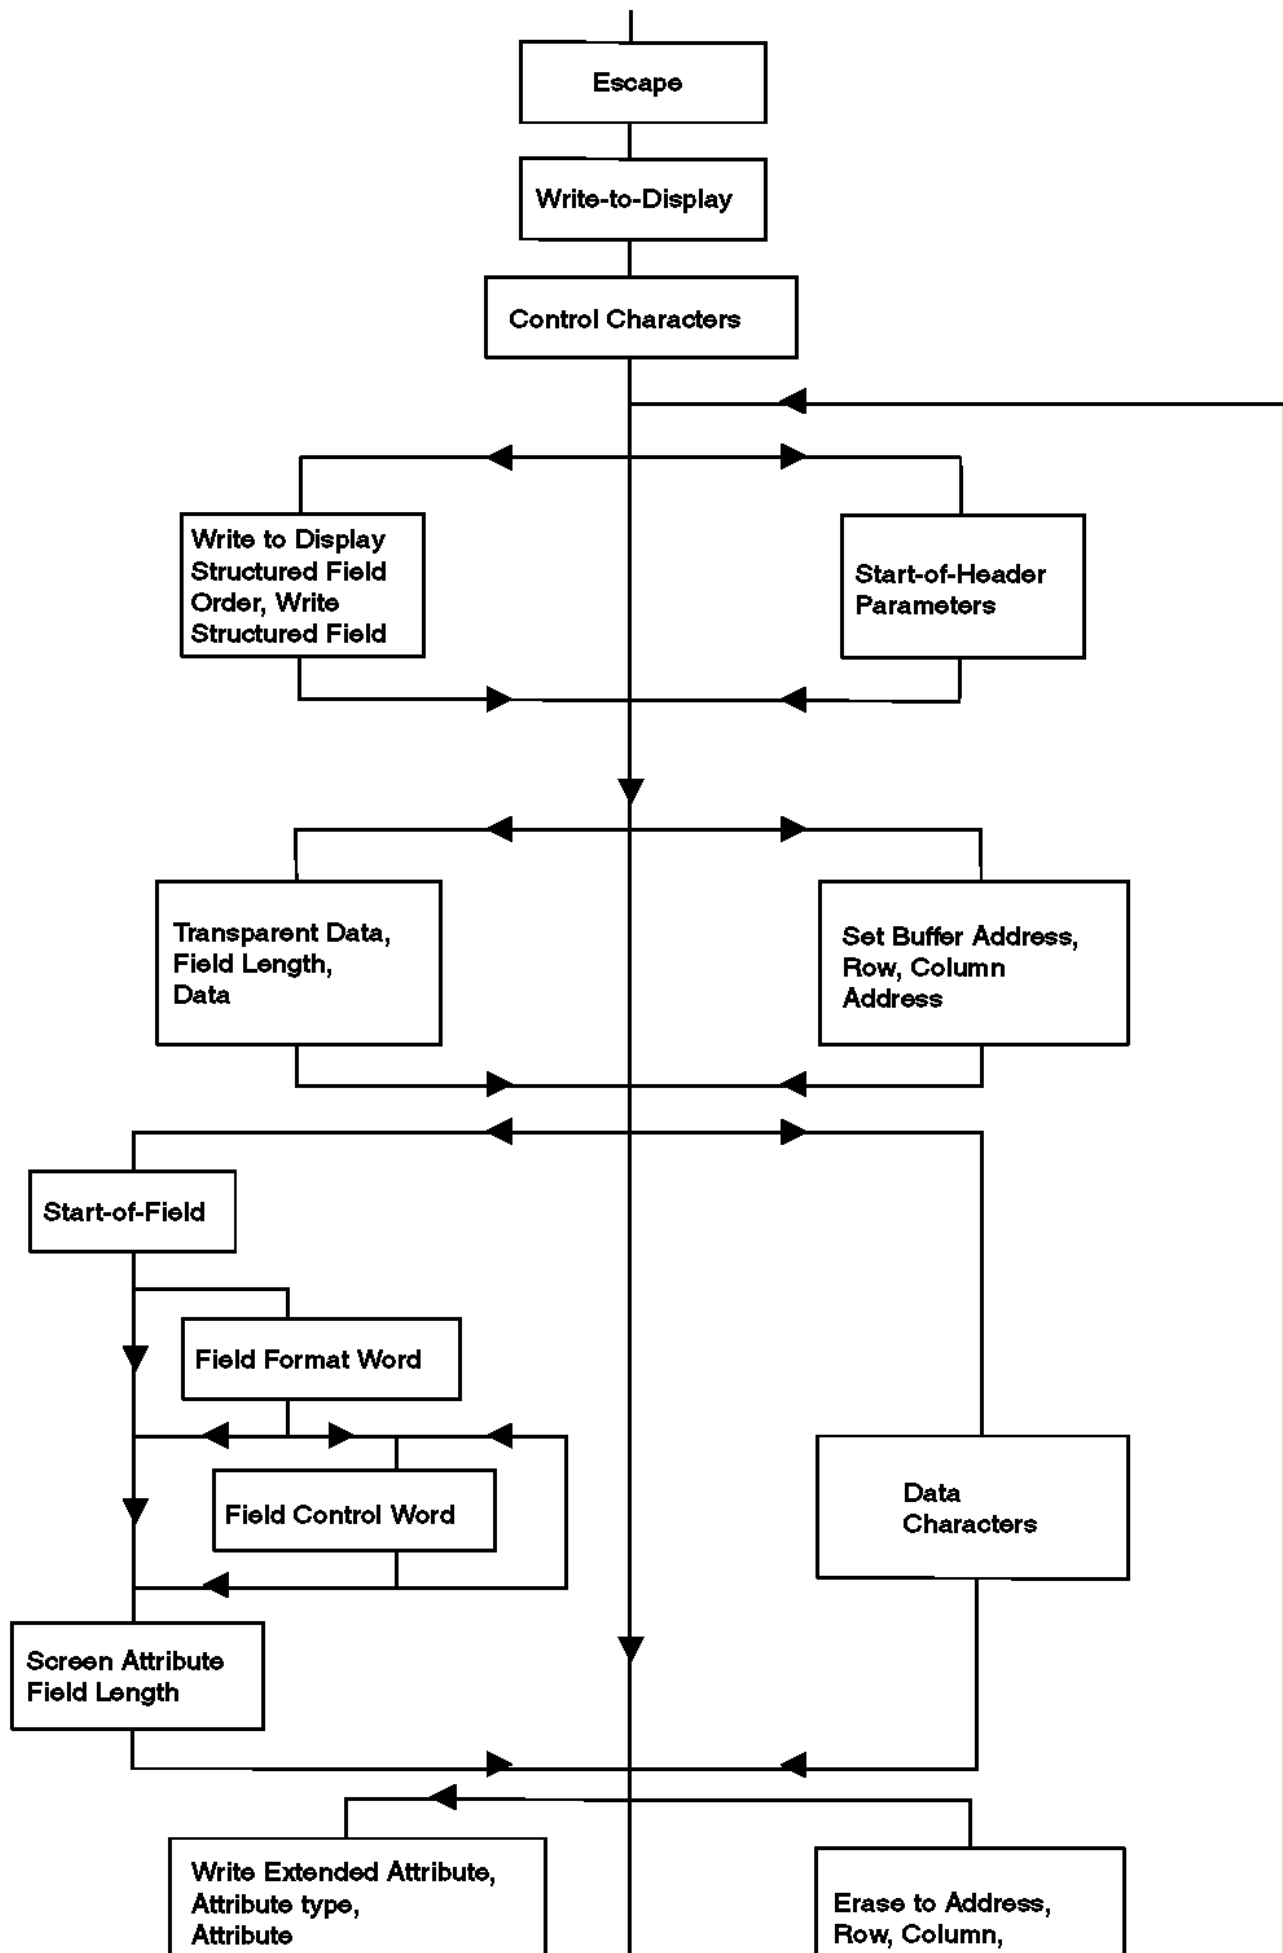 Escape
Write-to-Display
Control Characters
Write to Display
Structured Field
Order, Write
Structured Field
Start-of-Header
Parameters
Transparent Data,
Field Length,
Data
Set Buffer Address,
Row, Column
Address
Start-of-Field
Field Format Word
Field Control Word
Data
Characters
Screen Attribute
Field Length
Write Extended Attribute,
Attribute type,
Attribute
Erase to Address,
Row, Column,